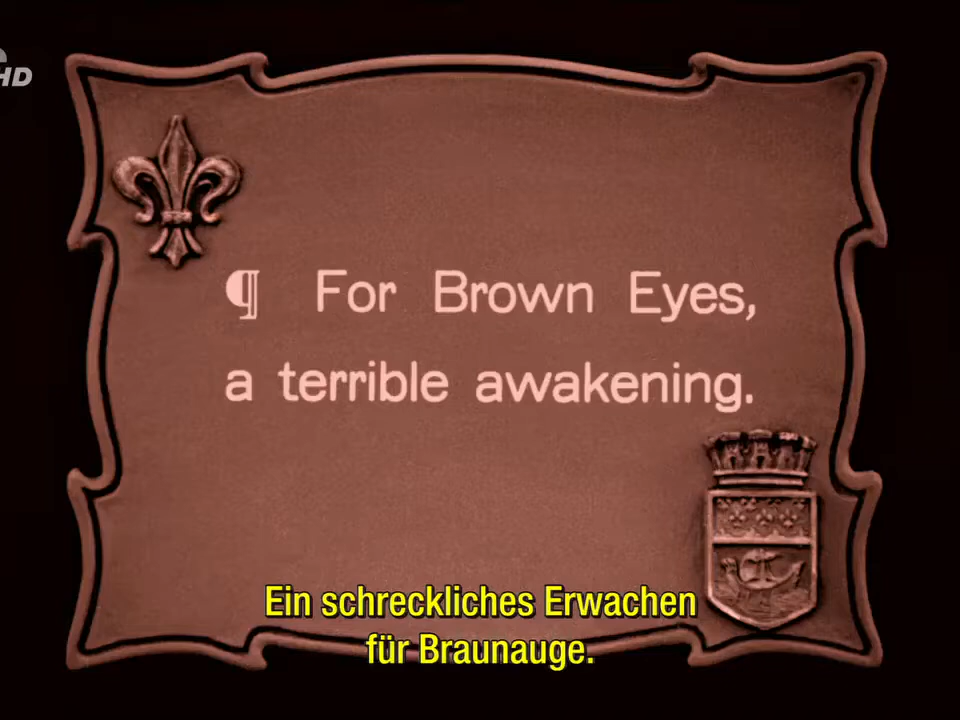 HD
¶ For Brown Eyes,
a terrible awakening.
Ein schreckliches Erwachen
für Braunauge.